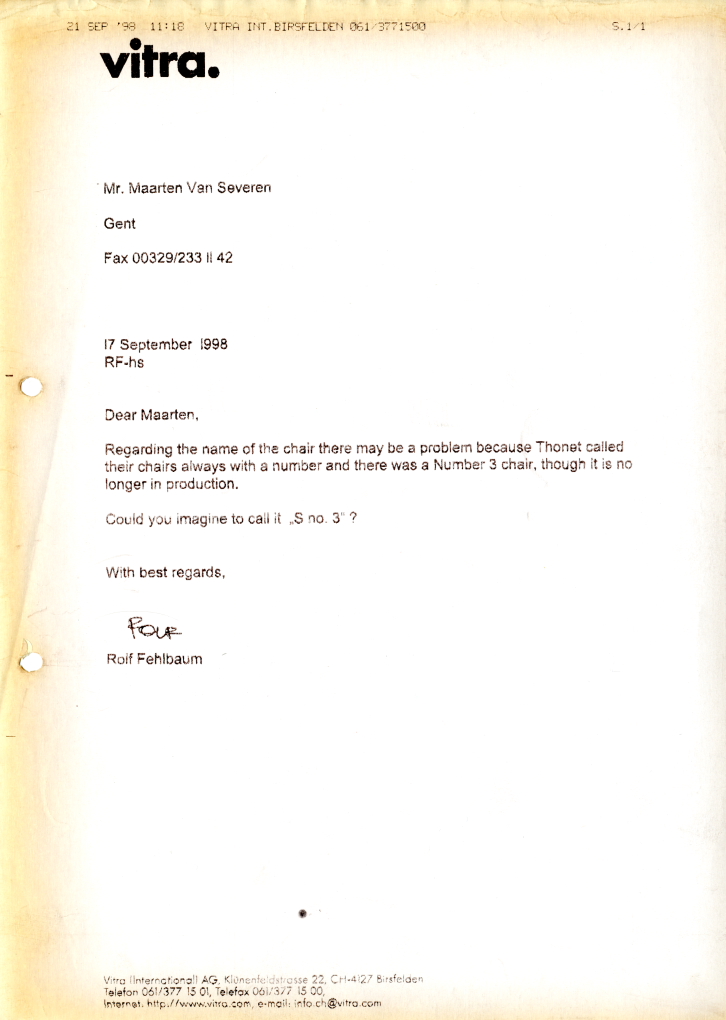 21 SEP '98 11:18 VITRA INT.BIRSFELDEN 061/3771500 S.1/1
vitra.
Mr. Maarten Van Severen
Gent
Fax 00329/233 11 42
17 September 1998
RF-hs
Dear Maarten,
Regarding the name of the chair there may be a problem because Thonet called
their chairs always with a number and there was a Number 3 chair, though it is no
longer in production.
Could you imagine to call it „S no. 3" ?
With best regards,
Rolf
Rolf Fehlbaum
Vitra (International) AG, Klünenfeldstrasse 22, CH-4127 Birsfelden
Telefon 061/377 15 01, Telefax 061/377 15 00,
Internet: http://www.vitra.com, e-mail: info.ch@vitra.com